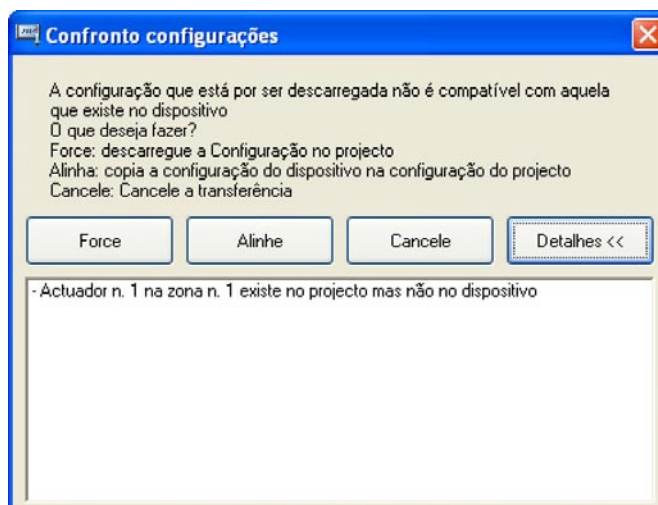 Confronto configurações
A configuração que está por ser descarregada não é compatível com aquela
que existe no dispositivo
O que deseja fazer?
Force: descarregue a Configuração no projecto
Alinha: copia a configuração do dispositivo na configuração do projecto
Cancele: Cancele a transferência
Force Alinhe Cancele Detalhes <<
- Actuador n. 1 na zona n. 1 existe no projecto mas não no dispositivo